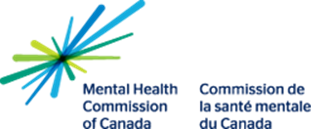 Mental Health
Commission
of Canada
Commission de
la santé mentale
du Canada